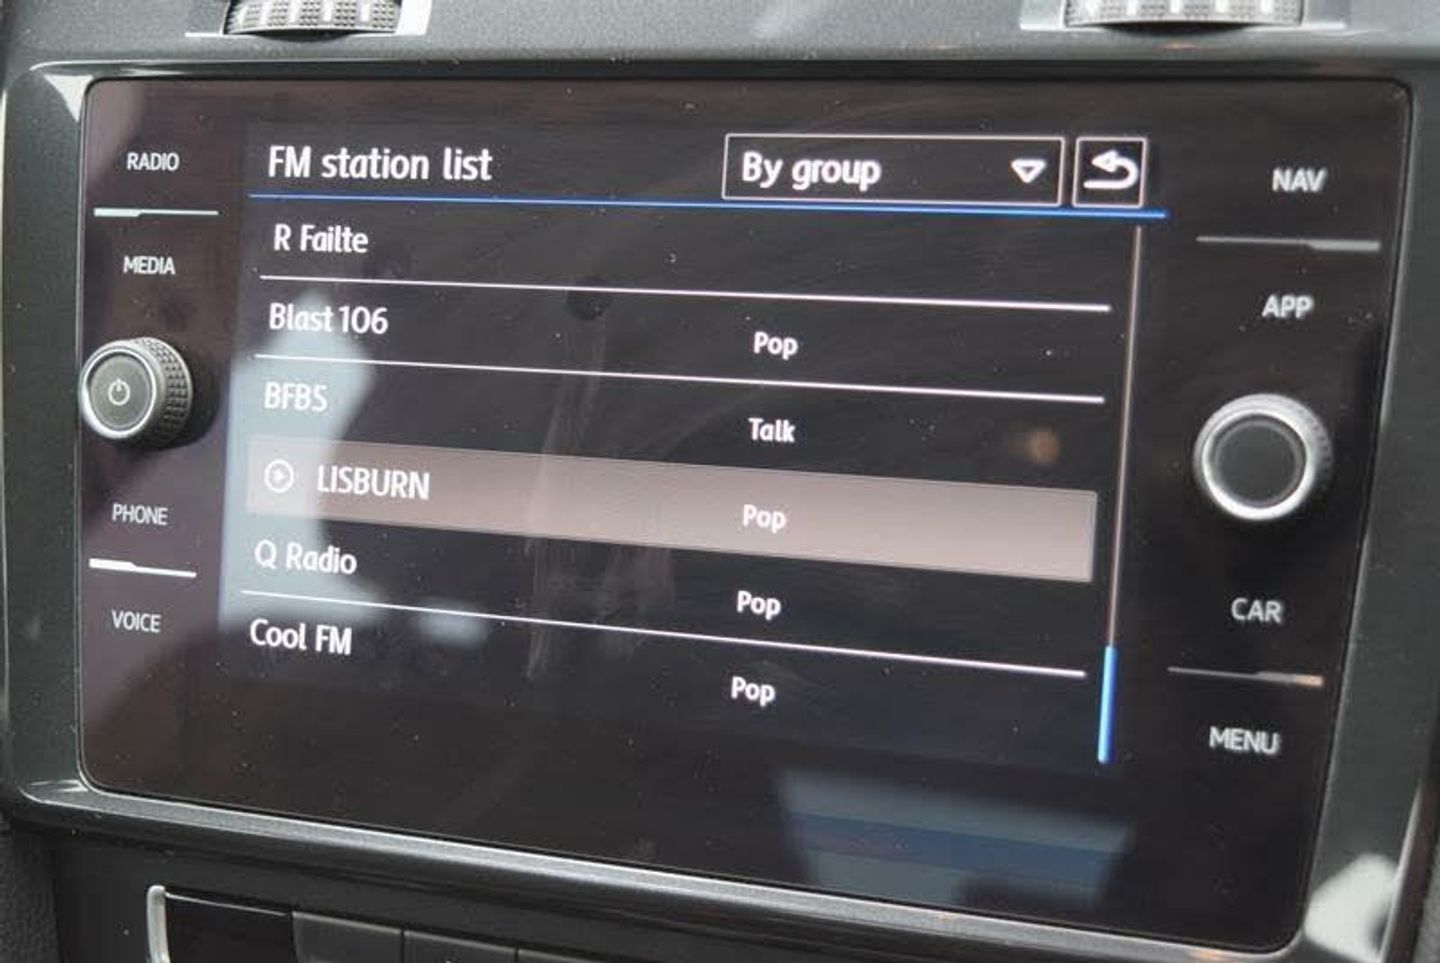 RADIO
MEDIA
PHONE
VOICE
FM station list
By group
R Failte
Blast 106
Pop
BFBS
Talk
LISBURN
Pop
Q Radio
Pop
Cool FM
Pop
NAV
APP
CAR
MENU